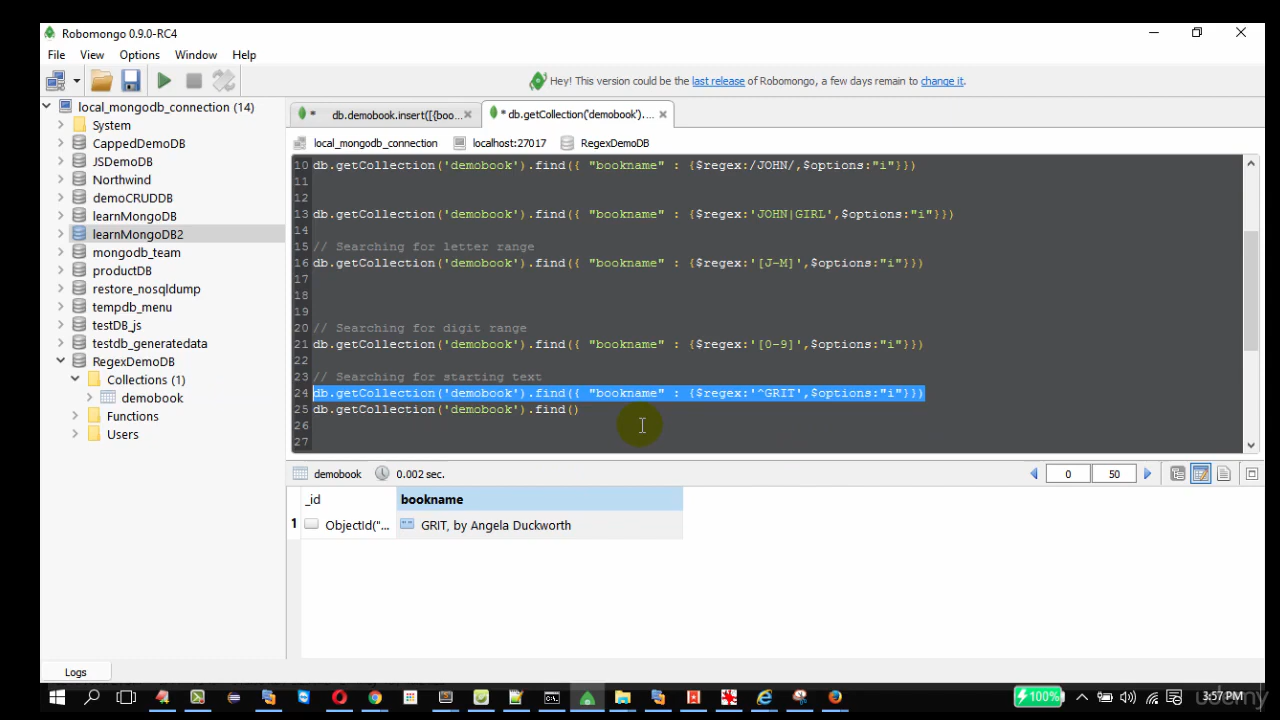 Robomongo 0.9.0-RC4
File View Options Window Help
Hey! This version could be the last release of Robomongo, a few days remain to change it.
local_mongodb_connection (14)
System
CappedDemoDB
JSDemoDB
Northwind
demoCRUDDB
learnMongoDB
learnMongoDB2
mongodb_team
productDB
restore_nosqldump
tempdb_menu
testDB_js
testdb_generatedata
RegexDemoDB
Collections (1)
demobook
Functions
Users
Logs
* db.demobook.insert([{boo...
* db.getCollection('demobook')....
local_mongodb_connection localhost:27017 RegexDemoDB
10 db.getCollection('demobook').find({ "bookname" : {$regex:/JOHN/,$options:"i"}})
11
12
13 db.getCollection('demobook').find({ "bookname" : {$regex:'JOHN|GIRL',$options:"i"}})
14
15 // Searching for letter range
16 db.getCollection('demobook').find({ "bookname" : {$regex:'[J-M]',$options:"i"}})
17
18
19
20 // Searching for digit range
21 db.getCollection('demobook').find({ "bookname" : {$regex:'[0-9]',$options:"i"}})
22
23 // Searching for starting text
24 db.getCollection('demobook').find({ "bookname" : {$regex:'^GRIT',$options:"i"}})
25 db.getCollection('demobook').find()
26
27
demobook 0.002 sec. 0 50
_id bookname
1 ObjectId("... GRIT, by Angela Duckworth
100% 3:57 PM
udemy